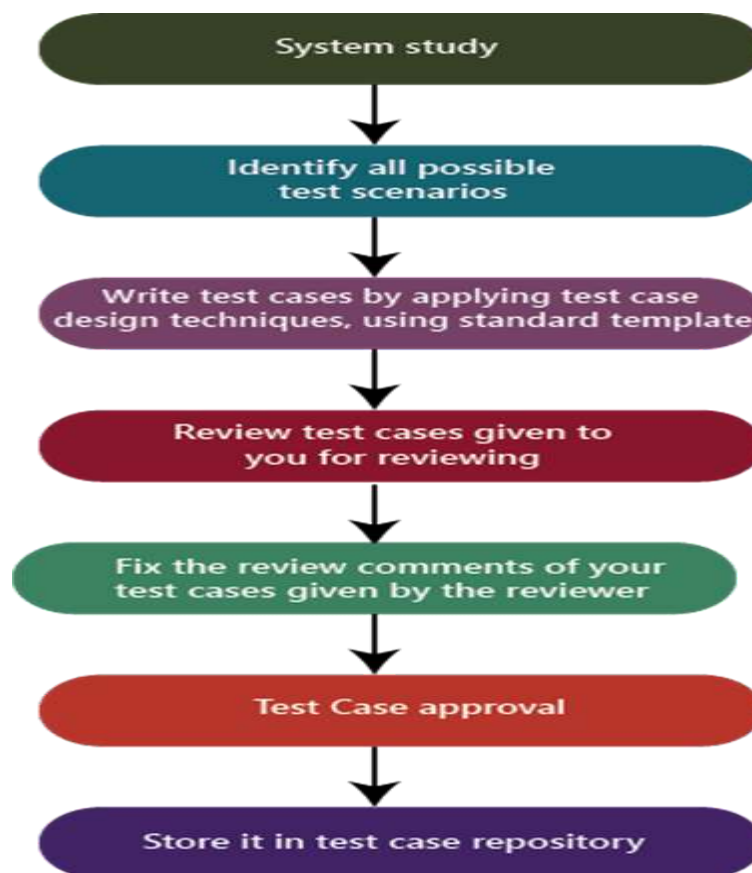 System study
Identify all possible
test scenarios
Write test cases by applying test case
design techniques, using standard template
Review test cases given to
you for reviewing
Fix the review comments of your
test cases given by the reviewer
Test Case approval
Store it in test case repository